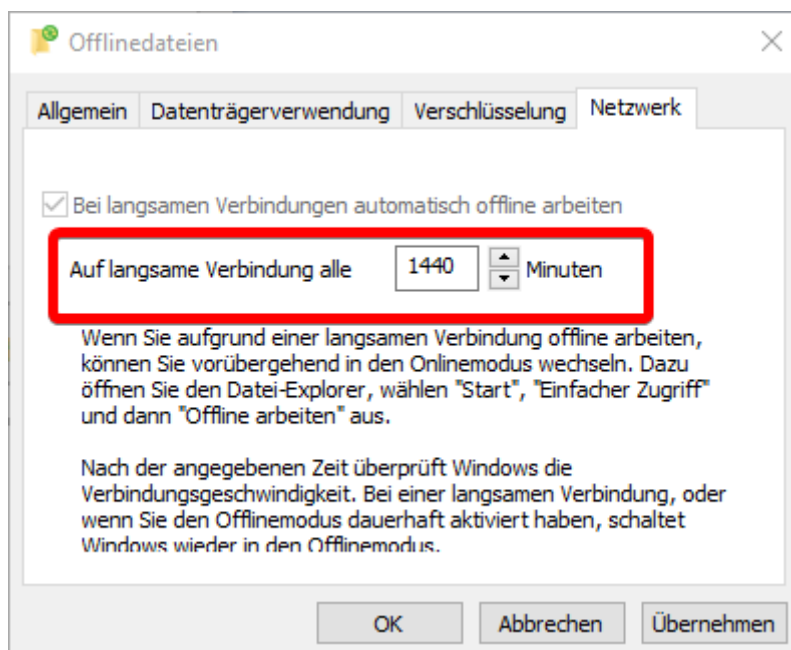 Offlinedateien
Allgemein Datenträgerverwendung Verschlüsselung Netzwerk
Bei langsamen Verbindungen automatisch offline arbeiten
Auf langsame Verbindung alle 1440 Minuten
Wenn Sie aufgrund einer langsamen Verbindung offline arbeiten,
können Sie vorübergehend in den Onlinemodus wechseln. Dazu
öffnen Sie den Datei-Explorer, wählen "Start", "Einfacher Zugriff"
und dann "Offline arbeiten" aus.
Nach der angegebenen Zeit überprüft Windows die
Verbindungsgeschwindigkeit. Bei einer langsamen Verbindung, oder
wenn Sie den Offlinemodus dauerhaft aktiviert haben, schaltet
Windows wieder in den Offlinemodus.
OK Abbrechen Übernehmen